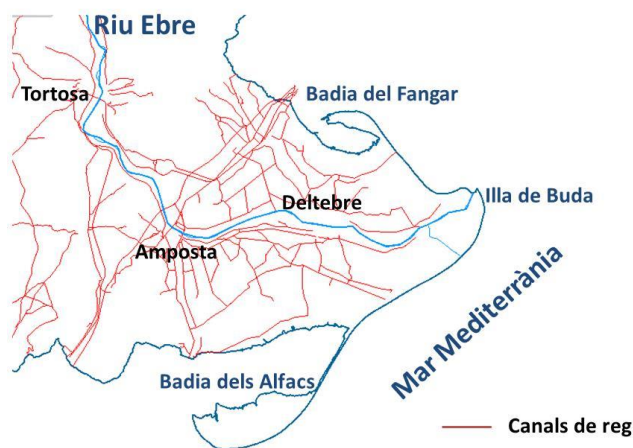 Riu Ebre
Tortosa
Badia del Fangar
Deltebre
Illa de Buda
Amposta
Mar Mediterrània
Badia dels Alfacs
Canals de reg